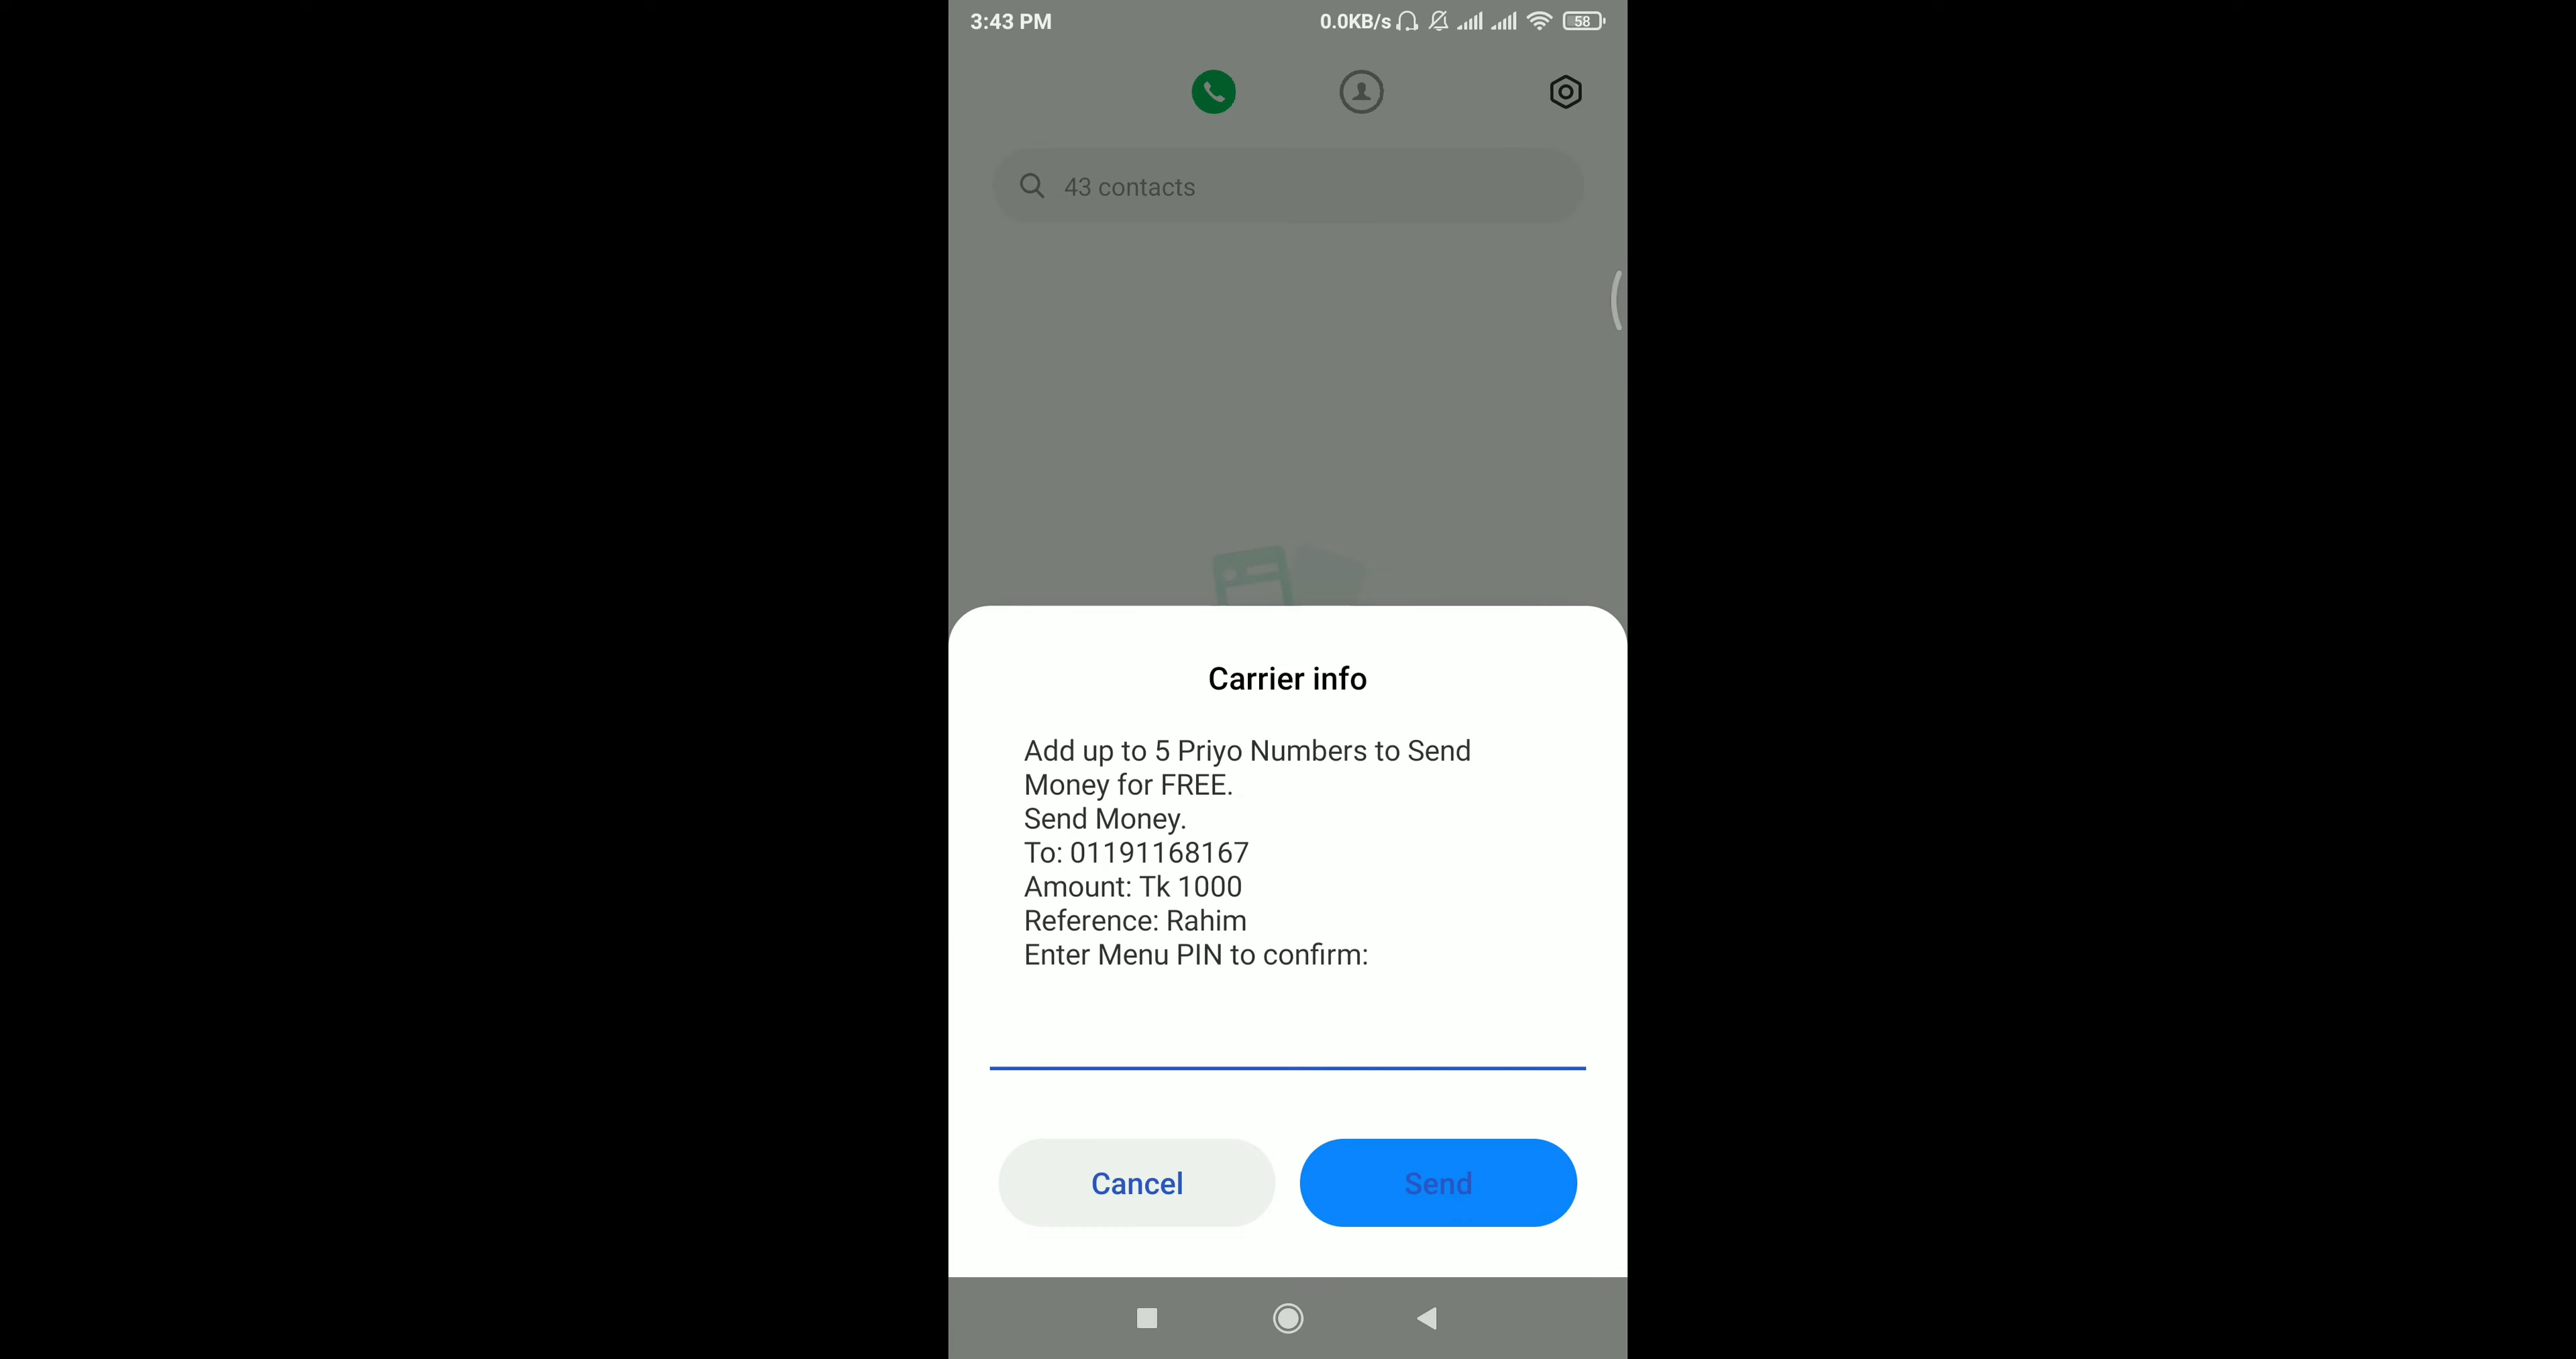 3:43 PM
0.0KB/s
58
43 contacts
Carrier info
Add up to 5 Priyo Numbers to Send
Money for FREE.
Send Money.
To: 01191168167
Amount: Tk 1000
Reference: Rahim
Enter Menu PIN to confirm:
Cancel
Send